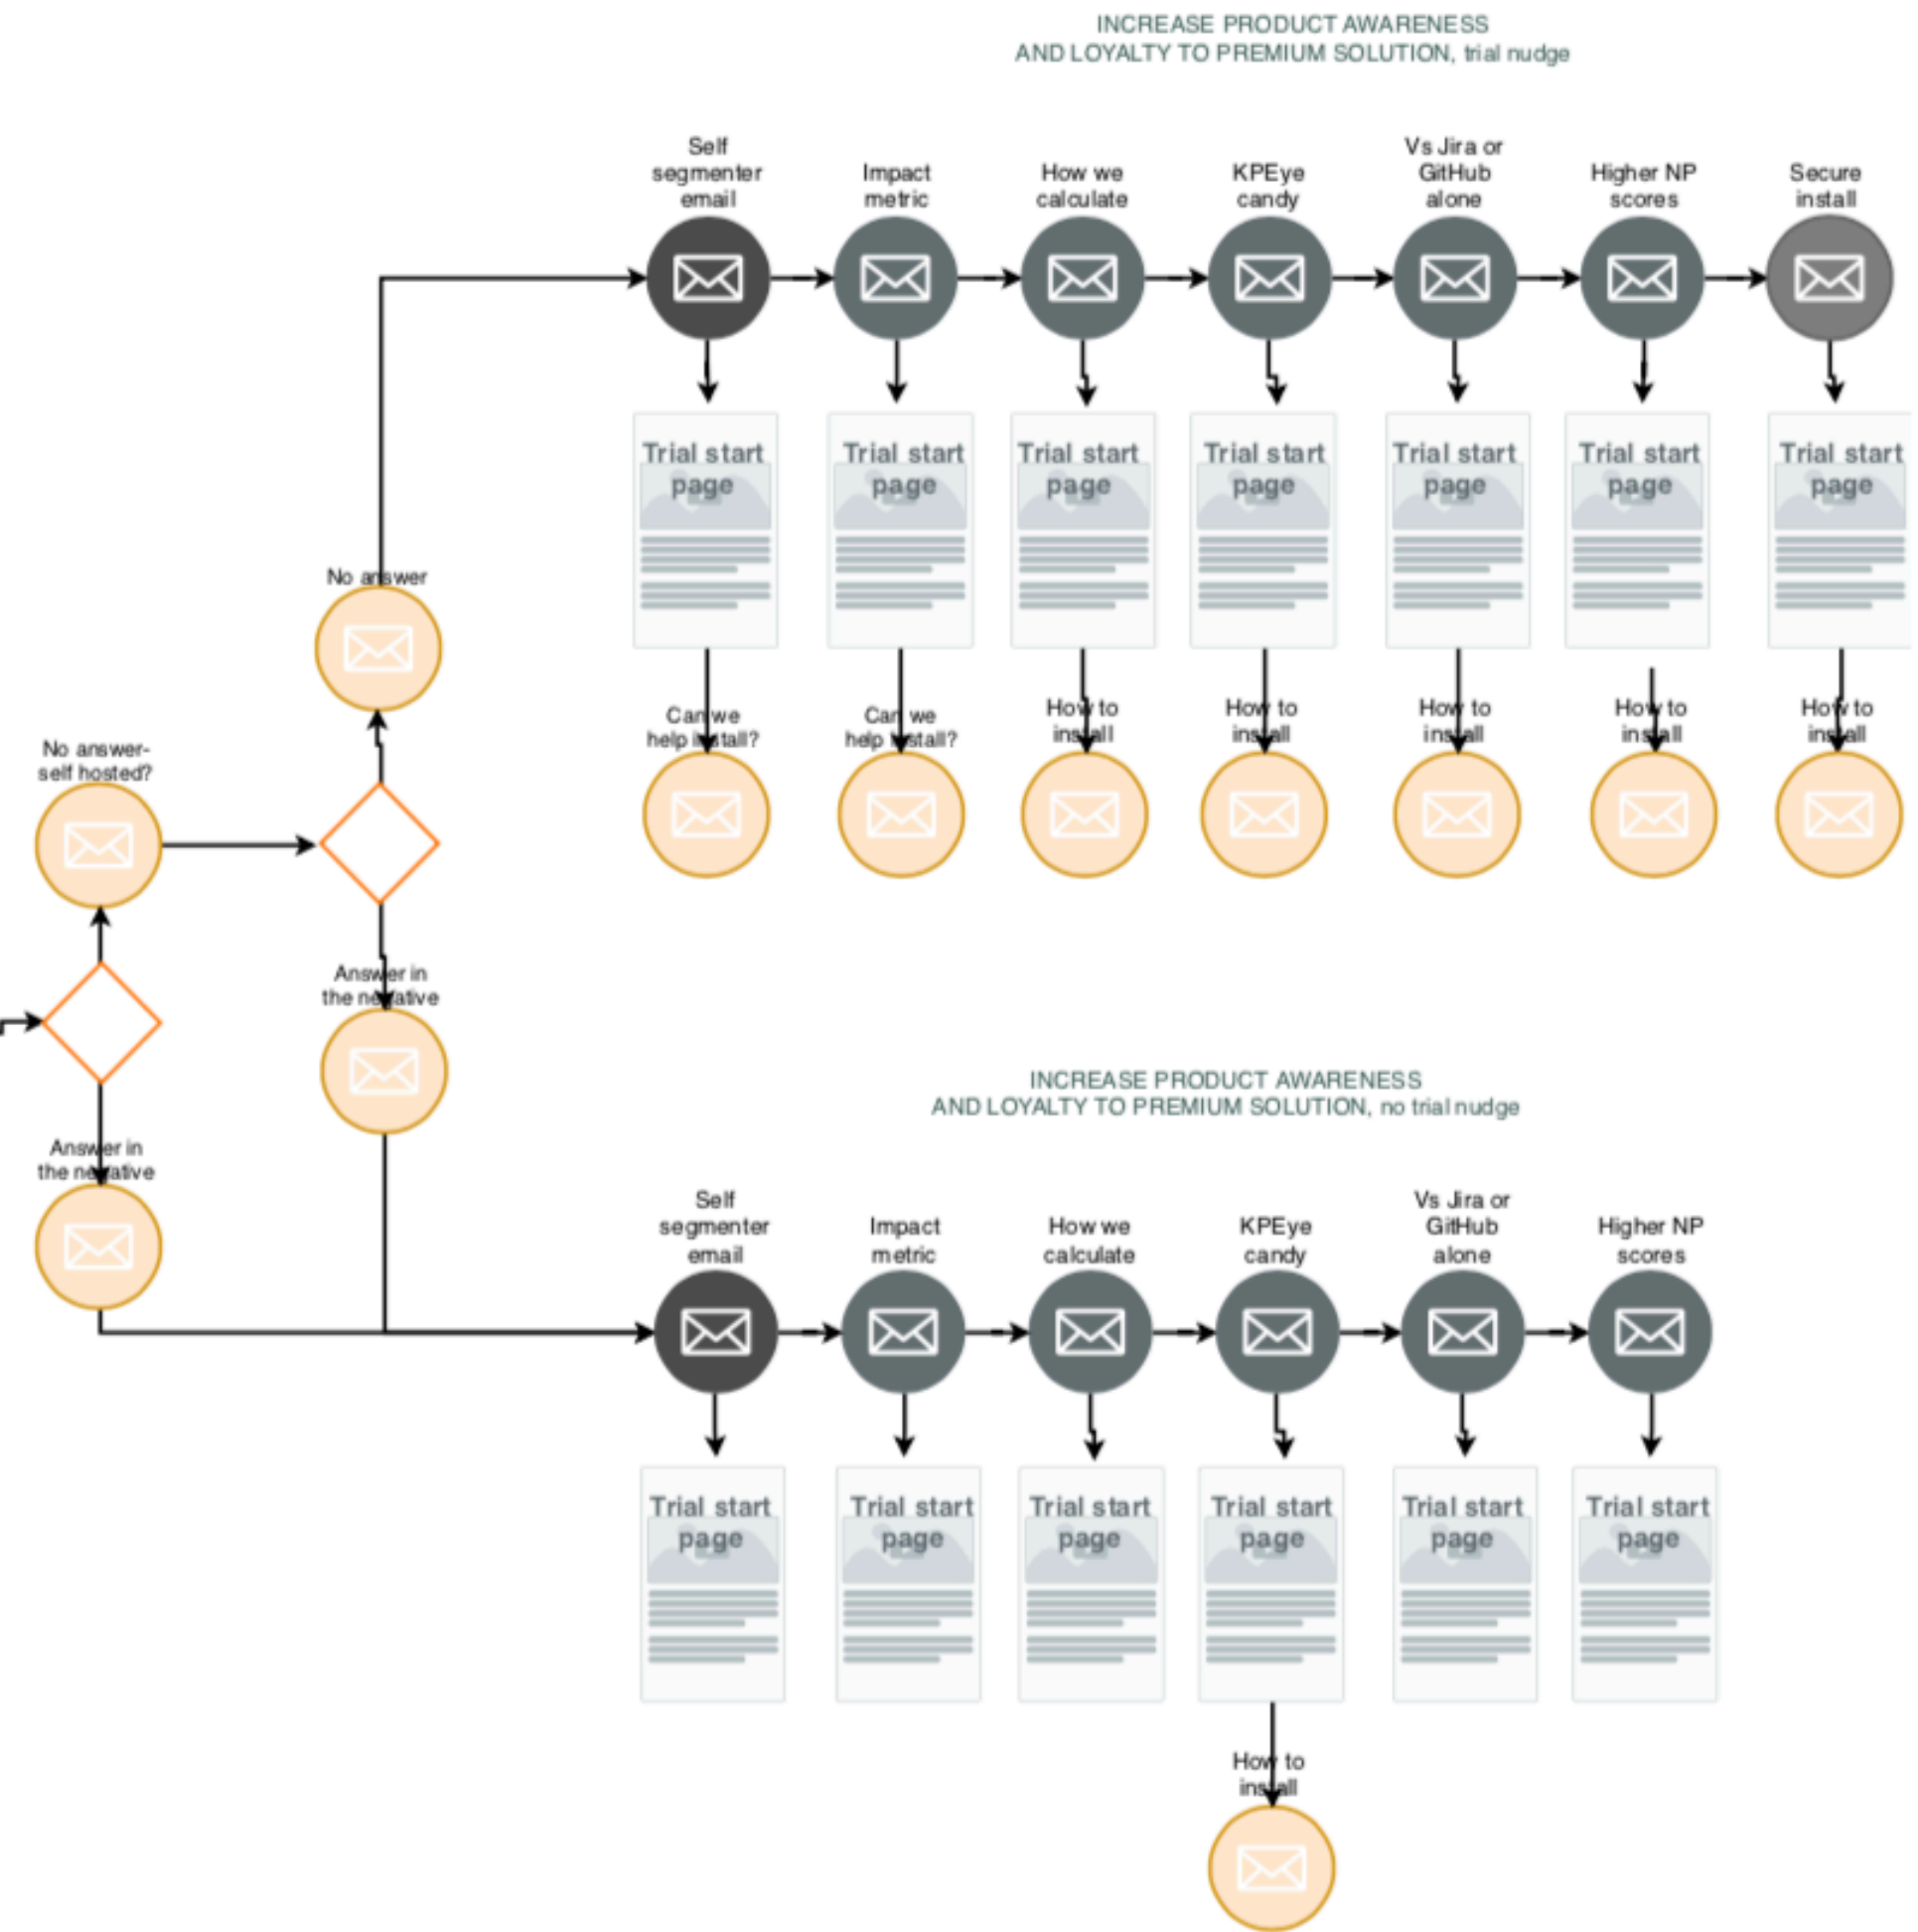 INCREASE PRODUCT AWARENESS
AND LOYALTY TO PREMIUM SOLUTION, trial nudge
Self
segmenter
email
Impact
metric
How we
calculate
KPEye
candy
Vs Jira or
GitHub
alone
Higher NP
scores
Secure
install
Trial start
page
Trial start
page
Trial start
page
Trial start
page
Trial start
page
Trial start
page
Trial start
page
Can we
help install?
Can we
help install?
How to
install
How to
install
How to
install
How to
install
How to
install
No answer
No answer-
self hosted?
Answer in
the negative
Answer in
the negative
INCREASE PRODUCT AWARENESS
AND LOYALTY TO PREMIUM SOLUTION, no trial nudge
Self
segmenter
email
Impact
metric
How we
calculate
KPEye
candy
Vs Jira or
GitHub
alone
Higher NP
scores
Trial start
page
Trial start
page
Trial start
page
Trial start
page
Trial start
page
Trial start
page
How to
install